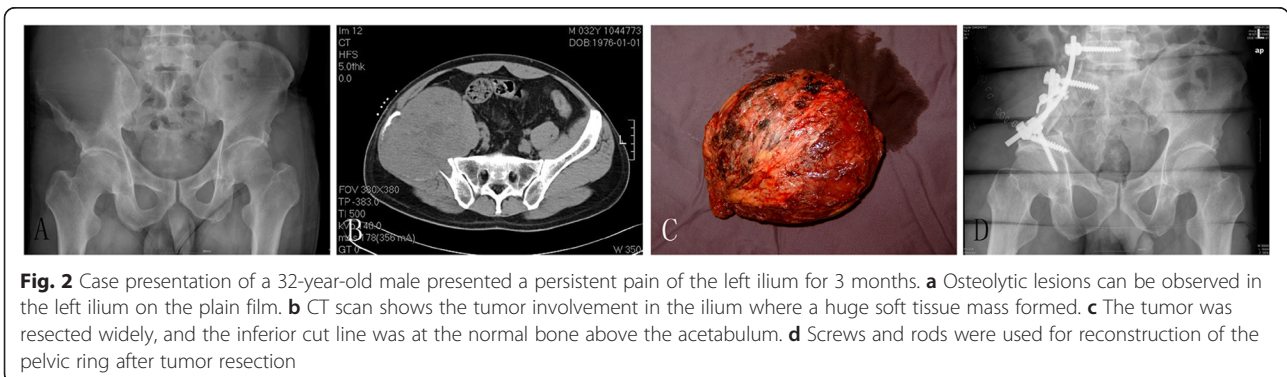 A
Im 12
CT
HFS
5.0thk
0.0
M 032Y 1044773
DOB:1976-01-01
L
FOV 380X380
TP -383.0
TI 500
kVp 140.0
GT 0
W 350
B
C
L
ap
D
Fig. 2 Case presentation of a 32-year-old male presented a persistent pain of the left ilium for 3 months. a Osteolytic lesions can be observed in
the left ilium on the plain film. b CT scan shows the tumor involvement in the ilium where a huge soft tissue mass formed. c The tumor was
resected widely, and the inferior cut line was at the normal bone above the acetabulum. d Screws and rods were used for reconstruction of the
pelvic ring after tumor resection